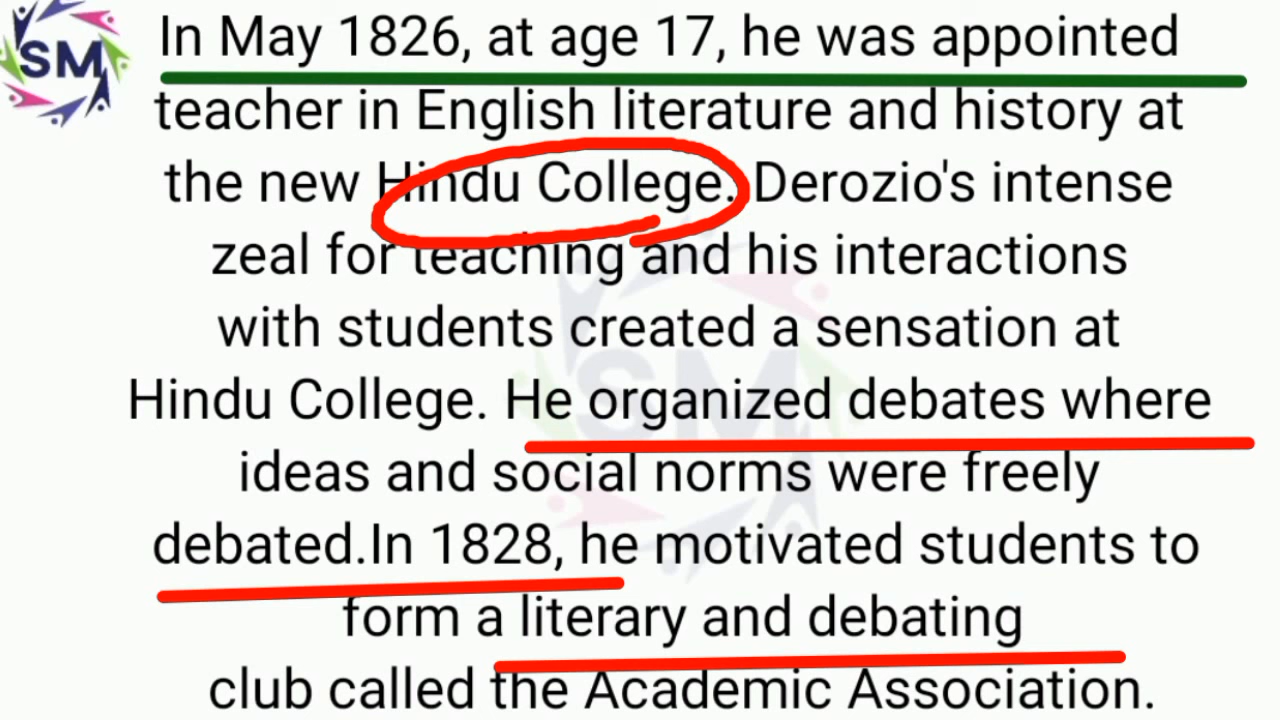 SM
In May 1826, at age 17, he was appointed
teacher in English literature and history at
the new Hindu College. Derozio's intense
zeal for teaching and his interactions
with students created a sensation at
Hindu College. He organized debates where
ideas and social norms were freely
debated.In 1828, he motivated students to
form a literary and debating
club called the Academic Association.